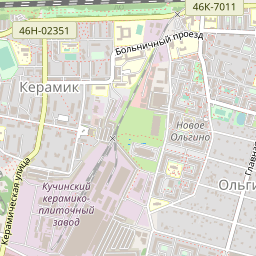 46К-7011
46Н-02351
Больничный проезд
Керамик
Новое
Ольгино
Главная
Ольги
Керамическая улица
Кучинский
керамико-
плиточный
завод